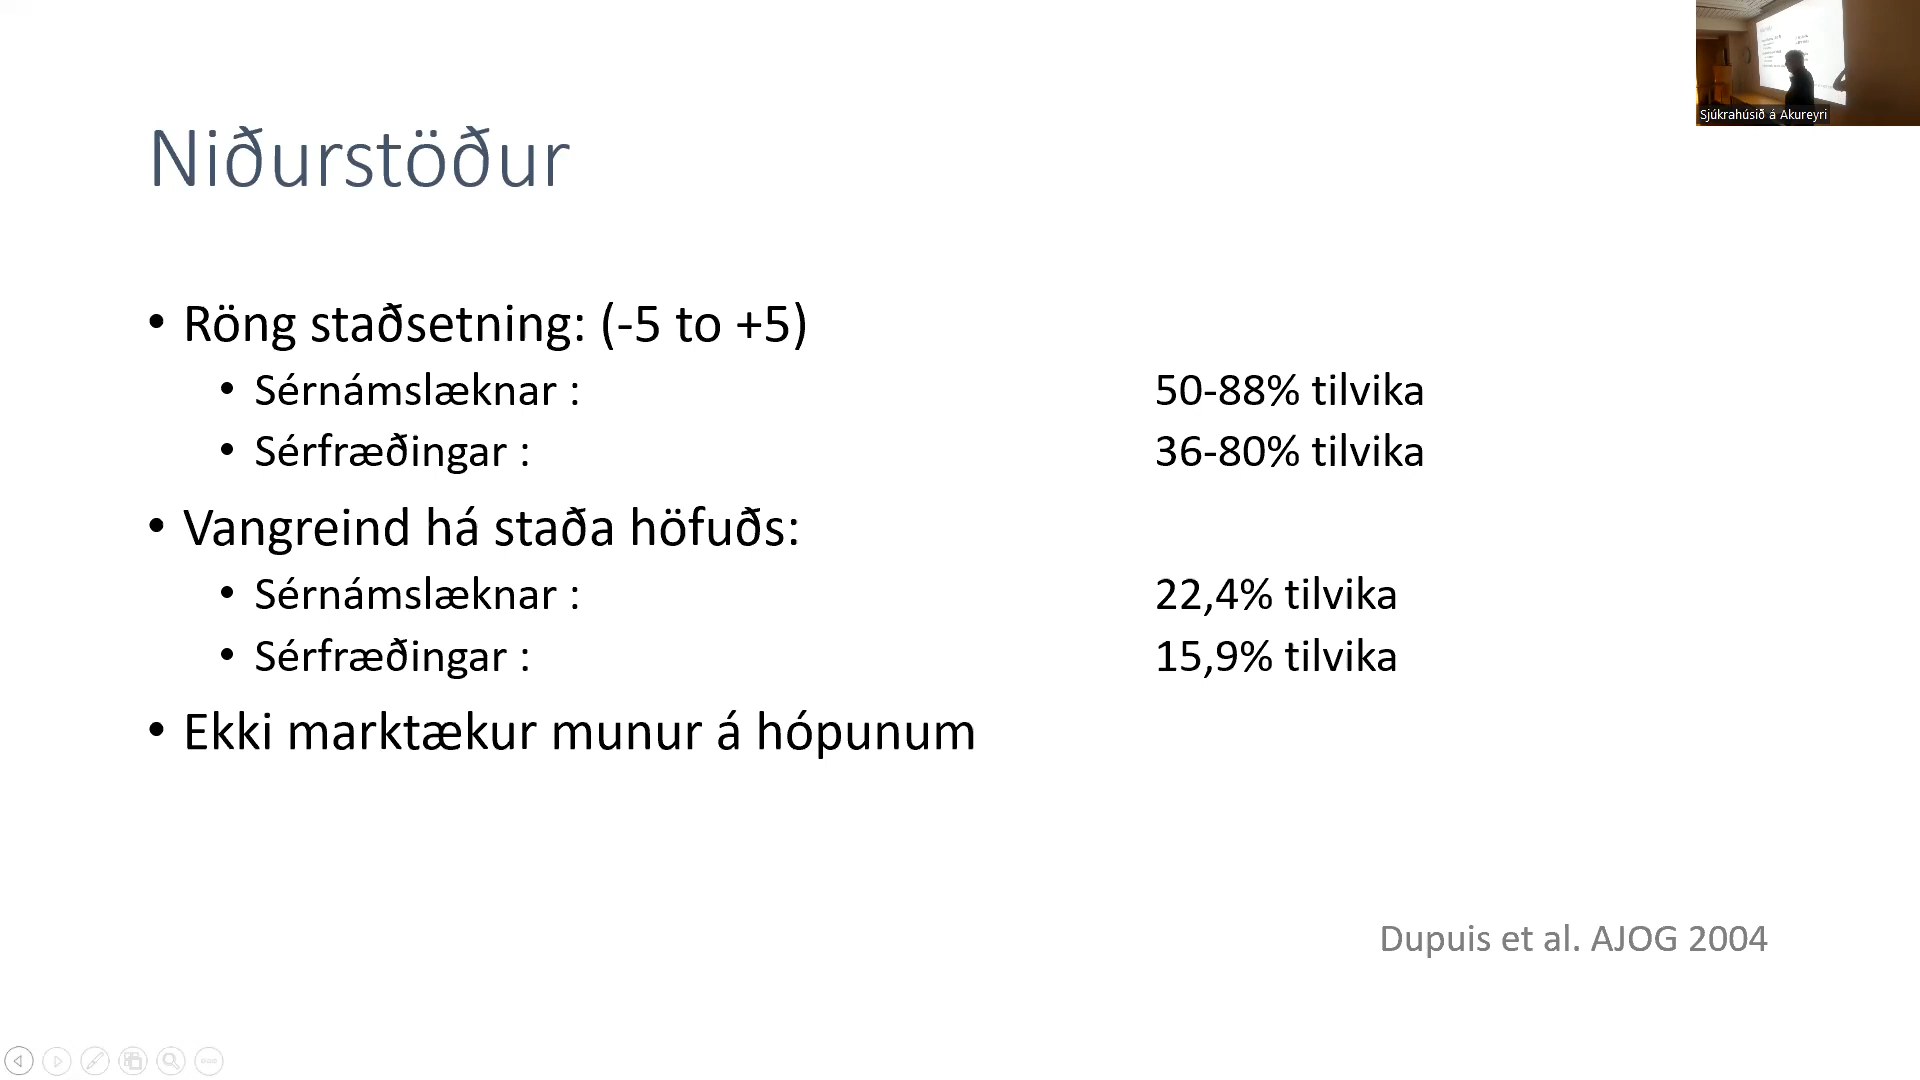 Sjúkrahúsið á Akureyri
Niðurstöður
• Röng staðsetning: (-5 to +5)
• Sérnámslæknar : 50-88% tilvika
• Sérfræðingar : 36-80% tilvika
• Vangreind há staða höfuðs:
• Sérnámslæknar : 22,4% tilvika
• Sérfræðingar : 15,9% tilvika
• Ekki marktækur munur á hópunum
Dupuis et al. AJOG 2004